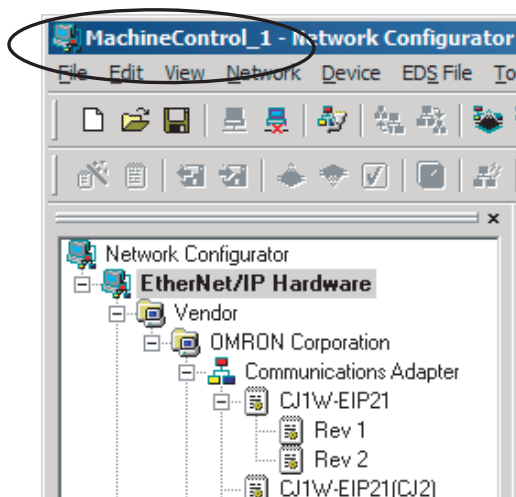 MachineControl_1 - Network Configurator
File Edit View Network Device EDS File To
Network Configurator
EtherNet/IP Hardware
Vendor
OMRON Corporation
Communications Adapter
CJ1W-EIP21
Rev 1
Rev 2
CJ1W-EIP21(CJ2)